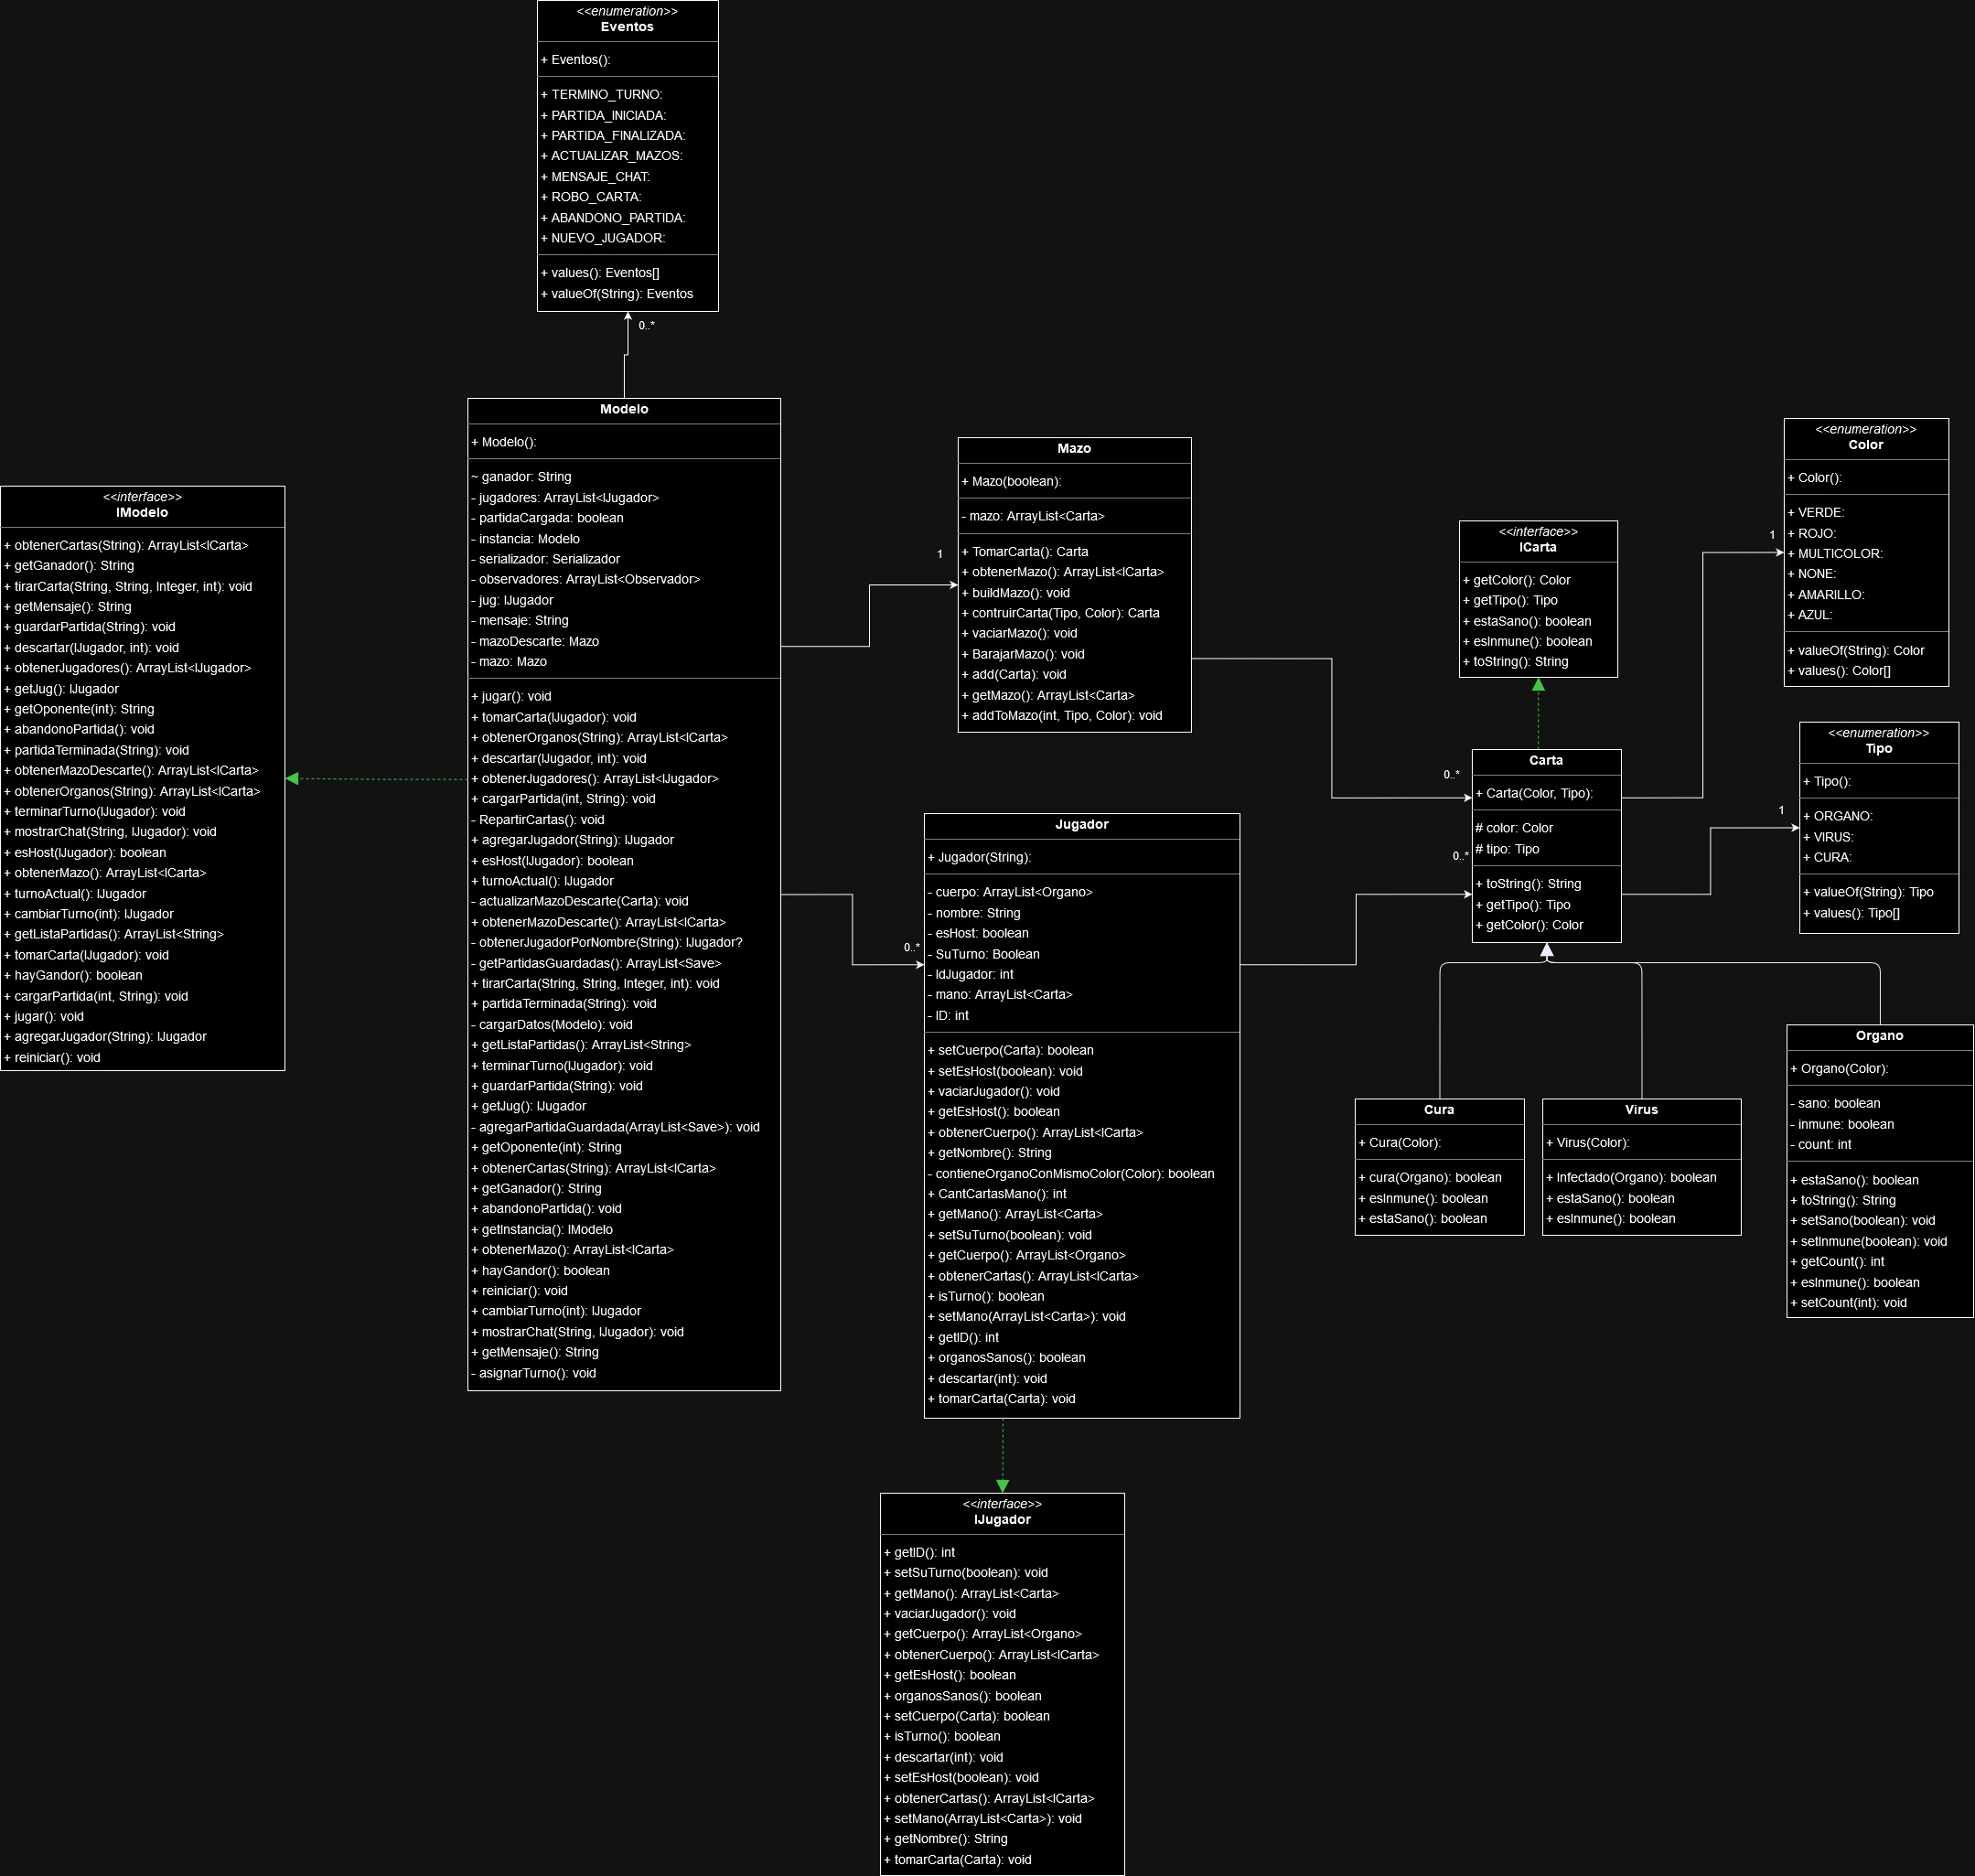 <<enumeration>>
Eventos
+ Eventos():
+ TERMINO_TURNO:
+ PARTIDA_INICIADA:
+ PARTIDA_FINALIZADA:
+ ACTUALIZAR_MAZOS:
+ MENSAJE_CHAT:
+ ROBO_CARTA:
+ ABANDONO_PARTIDA:
+ NUEVO_JUGADOR:
+ values(): Eventos[]
+ valueOf(String): Eventos
0..*
<<interface>>
IModelo
+ obtenerCartas(String): ArrayList<ICarta>
+ getGanador(): String
+ tirarCarta(String, String, Integer, int): void
+ getMensaje(): String
+ guardarPartida(String): void
+ descartar(IJugador, int): void
+ obtenerJugadores(): ArrayList<IJugador>
+ getJug(): IJugador
+ getOponente(int): String
+ abandonoPartida(): void
+ partidaTerminada(String): void
+ obtenerMazoDescarte(): ArrayList<ICarta>
+ obtenerOrganos(String): ArrayList<ICarta>
+ terminarTurno(IJugador): void
+ mostrarChat(String, IJugador): void
+ esHost(IJugador): boolean
+ obtenerMazo(): ArrayList<ICarta>
+ turnoActual(): IJugador
+ cambiarTurno(int): IJugador
+ getListaPartidas(): ArrayList<String>
+ tomarCarta(IJugador): void
+ hayGandor(): boolean
+ cargarPartida(int, String): void
+ jugar(): void
+ agregarJugador(String): IJugador
+ reiniciar(): void
Modelo
+ Modelo():
~ ganador: String
- jugadores: ArrayList<IJugador>
- partidaCargada: boolean
- instancia: Modelo
- serializador: Serializador
- observadores: ArrayList<Observador>
- jug: IJugador
- mensaje: String
- mazoDescarte: Mazo
- mazo: Mazo
+ jugar(): void
+ tomarCarta(IJugador): void
+ obtenerOrganos(String): ArrayList<ICarta>
+ descartar(IJugador, int): void
+ obtenerJugadores(): ArrayList<IJugador>
+ cargarPartida(int, String): void
- RepartirCartas(): void
+ agregarJugador(String): IJugador
+ esHost(IJugador): boolean
+ turnoActual(): IJugador
- actualizarMazoDescarte(Carta): void
+ obtenerMazoDescarte(): ArrayList<ICarta>
- obtenerJugadorPorNombre(String): IJugador?
- getPartidasGuardadas(): ArrayList<Save>
+ tirarCarta(String, String, Integer, int): void
+ partidaTerminada(String): void
- cargarDatos(Modelo): void
+ getListaPartidas(): ArrayList<String>
+ terminarTurno(IJugador): void
+ guardarPartida(String): void
+ getJug(): IJugador
- agregarPartidaGuardada(ArrayList<Save>): void
+ getOponente(int): String
+ obtenerCartas(String): ArrayList<ICarta>
+ getGanador(): String
+ abandonoPartida(): void
+ getInstancia(): IModelo
+ obtenerMazo(): ArrayList<ICarta>
+ hayGandor(): boolean
+ reiniciar(): void
+ cambiarTurno(int): IJugador
+ mostrarChat(String, IJugador): void
+ getMensaje(): String
- asignarTurno(): void
1
Mazo
+ Mazo(boolean):
- mazo: ArrayList<Carta>
+ TomarCarta(): Carta
+ obtenerMazo(): ArrayList<ICarta>
+ buildMazo(): void
+ contruirCarta(Tipo, Color): Carta
+ vaciarMazo(): void
+ BarajarMazo(): void
+ add(Carta): void
+ getMazo(): ArrayList<Carta>
+ addToMazo(int, Tipo, Color): void
0..*
Jugador
+ Jugador(String):
- cuerpo: ArrayList<Organo>
- nombre: String
- esHost: boolean
- SuTurno: Boolean
- IdJugador: int
- mano: ArrayList<Carta>
- ID: int
+ setCuerpo(Carta): boolean
+ setEsHost(boolean): void
+ vaciarJugador(): void
+ getEsHost(): boolean
+ obtenerCuerpo(): ArrayList<ICarta>
+ getNombre(): String
- contieneOrganoConMismoColor(Color): boolean
+ CantCartasMano(): int
+ getMano(): ArrayList<Carta>
+ setSuTurno(boolean): void
+ getCuerpo(): ArrayList<Organo>
+ obtenerCartas(): ArrayList<ICarta>
+ isTurno(): boolean
+ setMano(ArrayList<Carta>): void
+ getID(): int
+ organosSanos(): boolean
+ descartar(int): void
+ tomarCarta(Carta): void
<<interface>>
IJugador
+ getID(): int
+ setSuTurno(boolean): void
+ getMano(): ArrayList<Carta>
+ vaciarJugador(): void
+ getCuerpo(): ArrayList<Organo>
+ obtenerCuerpo(): ArrayList<ICarta>
+ getEsHost(): boolean
+ organosSanos(): boolean
+ setCuerpo(Carta): boolean
+ isTurno(): boolean
+ descartar(int): void
+ setEsHost(boolean): void
+ obtenerCartas(): ArrayList<ICarta>
+ setMano(ArrayList<Carta>): void
+ getNombre(): String
+ tomarCarta(Carta): void
<<interface>>
ICarta
+ getColor(): Color
+ getTipo(): Tipo
+ estaSano(): boolean
+ esInmune(): boolean
+ toString(): String
0..*
0..*
Carta
+ Carta(Color, Tipo):
# color: Color
# tipo: Tipo
+ toString(): String
+ getTipo(): Tipo
+ getColor(): Color
1
<<enumeration>>
Color
+ Color():
+ VERDE:
+ ROJO:
+ MULTICOLOR:
+ NONE:
+ AMARILLO:
+ AZUL:
+ valueOf(String): Color
+ values(): Color[]
1
<<enumeration>>
Tipo
+ Tipo():
+ ORGANO:
+ VIRUS:
+ CURA:
+ valueOf(String): Tipo
+ values(): Tipo[]
Cura
+ Cura(Color):
+ cura(Organo): boolean
+ esInmune(): boolean
+ estaSano(): boolean
Virus
+ Virus(Color):
+ Infectado(Organo): boolean
+ estaSano(): boolean
+ esInmune(): boolean
Organo
+ Organo(Color):
- sano: boolean
- inmune: boolean
- count: int
+ estaSano(): boolean
+ toString(): String
+ setSano(boolean): void
+ setInmune(boolean): void
+ getCount(): int
+ esInmune(): boolean
+ setCount(int): void